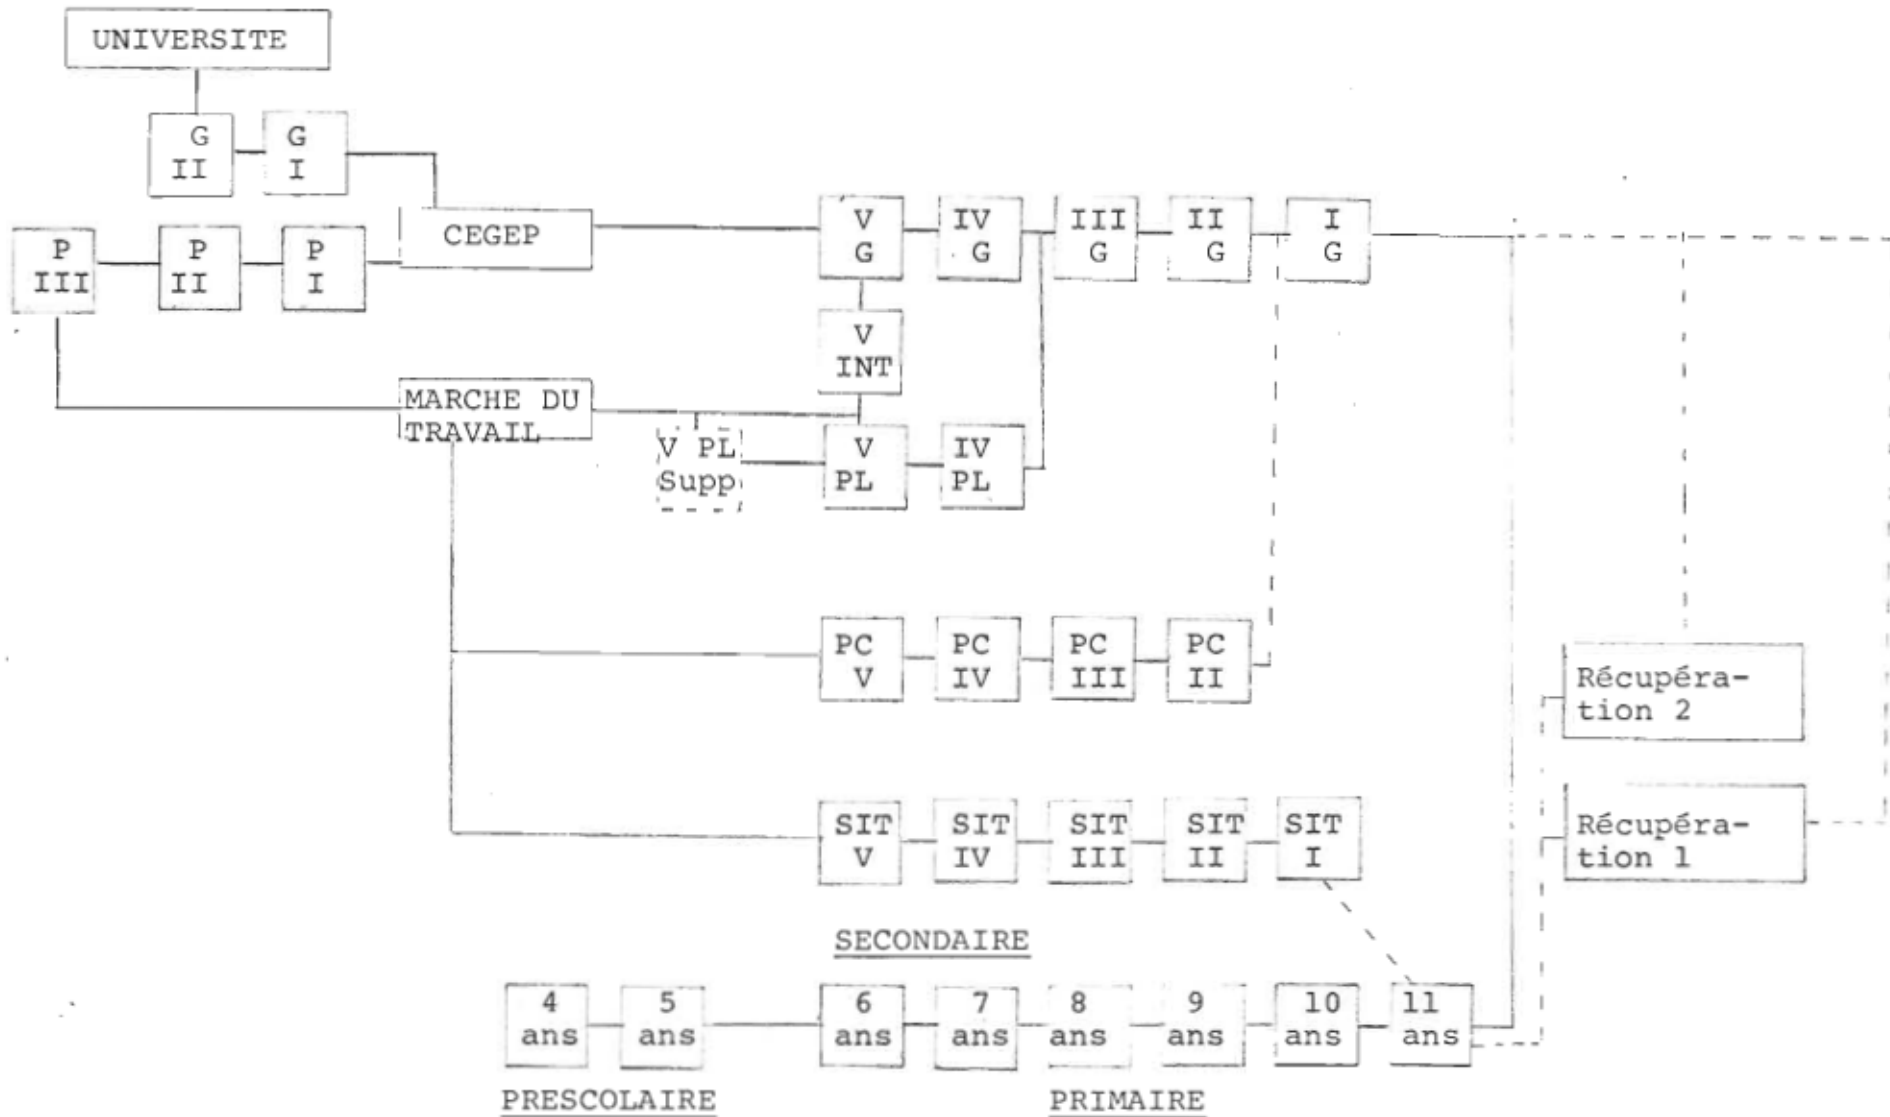 UNIVERSITE
G
II
G
I
P
III
P
II
P
I
CEGEP
V
G
IV
G
III
G
II
G
I
G
V
INT
MARCHE DU
TRAVAIL
V PL
Supp
V
PL
IV
PL
PC
V
PC
IV
PC
III
PC
II
Récupéra-
tion 2
SIT
V
SIT
IV
SIT
III
SIT
II
SIT
I
Récupéra-
tion 1
SECONDAIRE
4
ans
5
ans
6
ans
7
ans
8
ans
9
ans
10
ans
11
ans
PRESCOLAIRE
PRIMAIRE